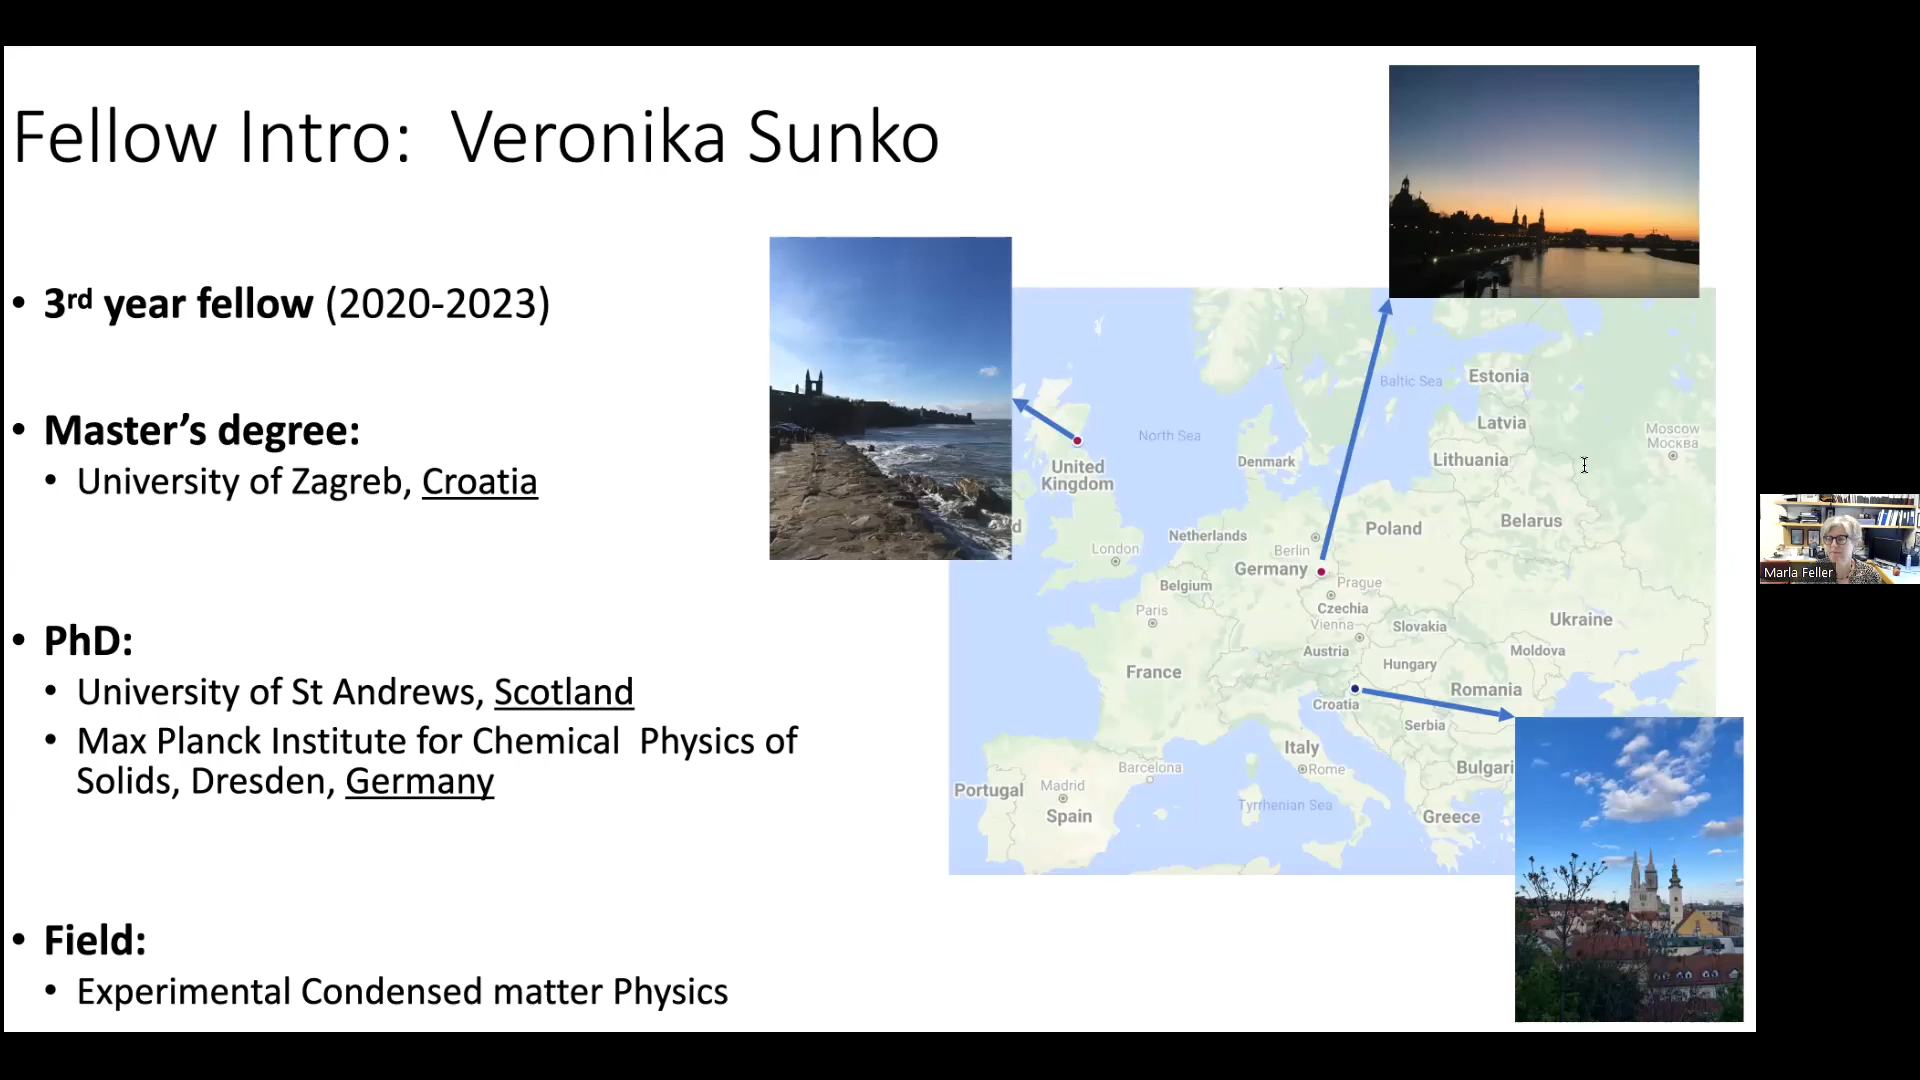 Fellow Intro: Veronika Sunko
• 3rd year fellow (2020-2023)
• Master’s degree:
• University of Zagreb, Croatia
• PhD:
• University of St Andrews, Scotland
• Max Planck Institute for Chemical Physics of
Solids, Dresden, Germany
• Field:
• Experimental Condensed matter Physics
Baltic Sea
Estonia
Latvia
Moscow
Москва
North Sea
Lithuania
Denmark
United
Kingdom
Belarus
Poland
Netherlands
Berlin
London
Germany
Belgium
Prague
Paris
Czechia
Ukraine
Vienna
Slovakia
Austria
Moldova
Hungary
France
Romania
Croatia
Serbia
Italy
Barcelona
Rome
Bulgari
Portugal
Madrid
Tyrrhenian Sea
Spain
Greece
Marla Feller